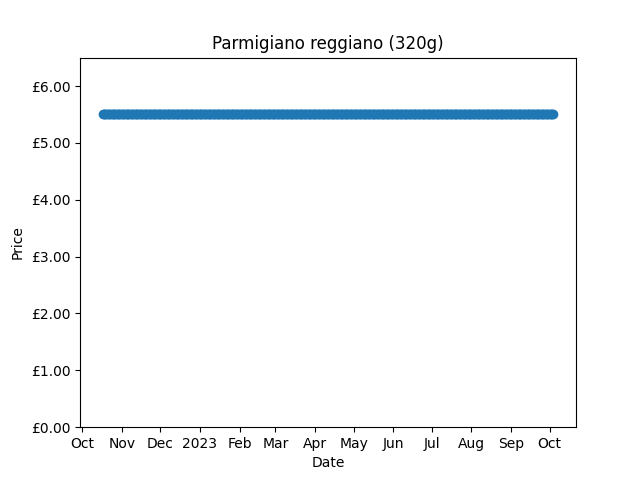 Parmigiano reggiano (320g)
£6.00
£5.00
£4.00
£3.00
£2.00
£1.00
£0.00
Price
Oct Nov Dec 2023 Feb Mar Apr May Jun Jul Aug Sep Oct
Date